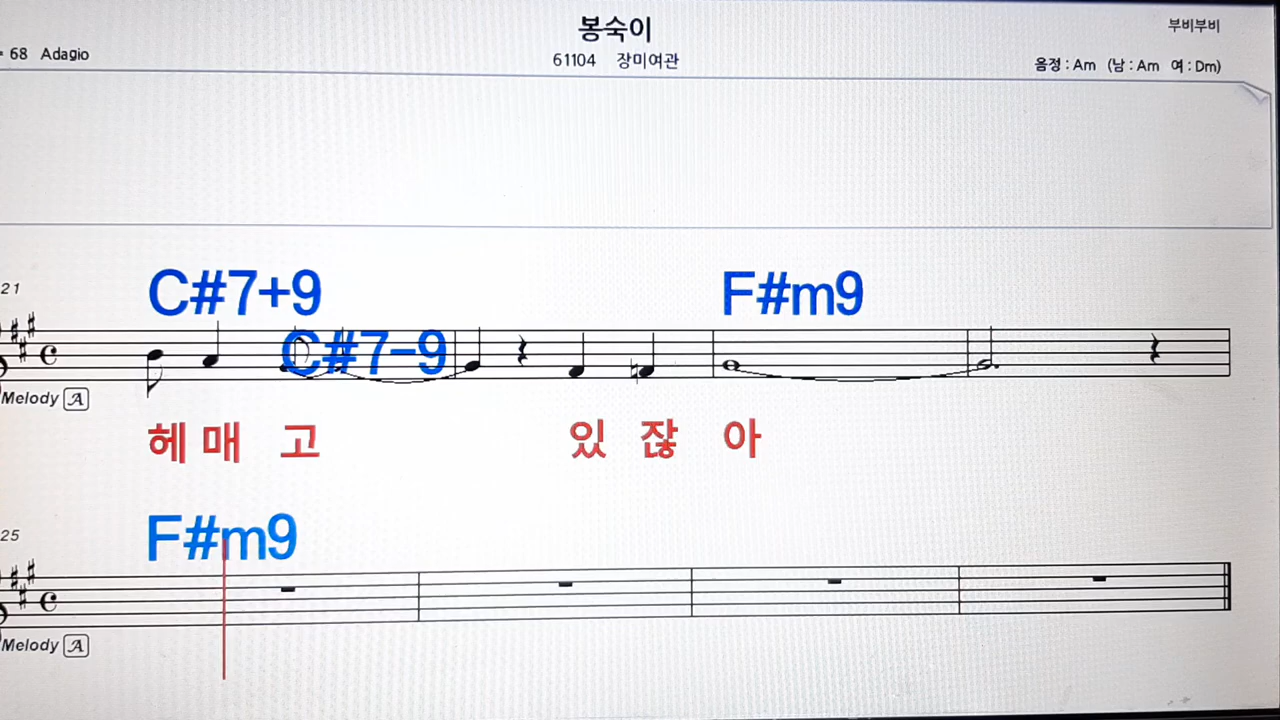 봉숙이
부비부비
= 68 Adagio
61104 장미여관
음정 : Am (남 : Am 여 : Dm)
21
C#7+9
F#m9
C#7-9
Melody A
헤 매 고 있 잖 아
25
F#m9
Melody A